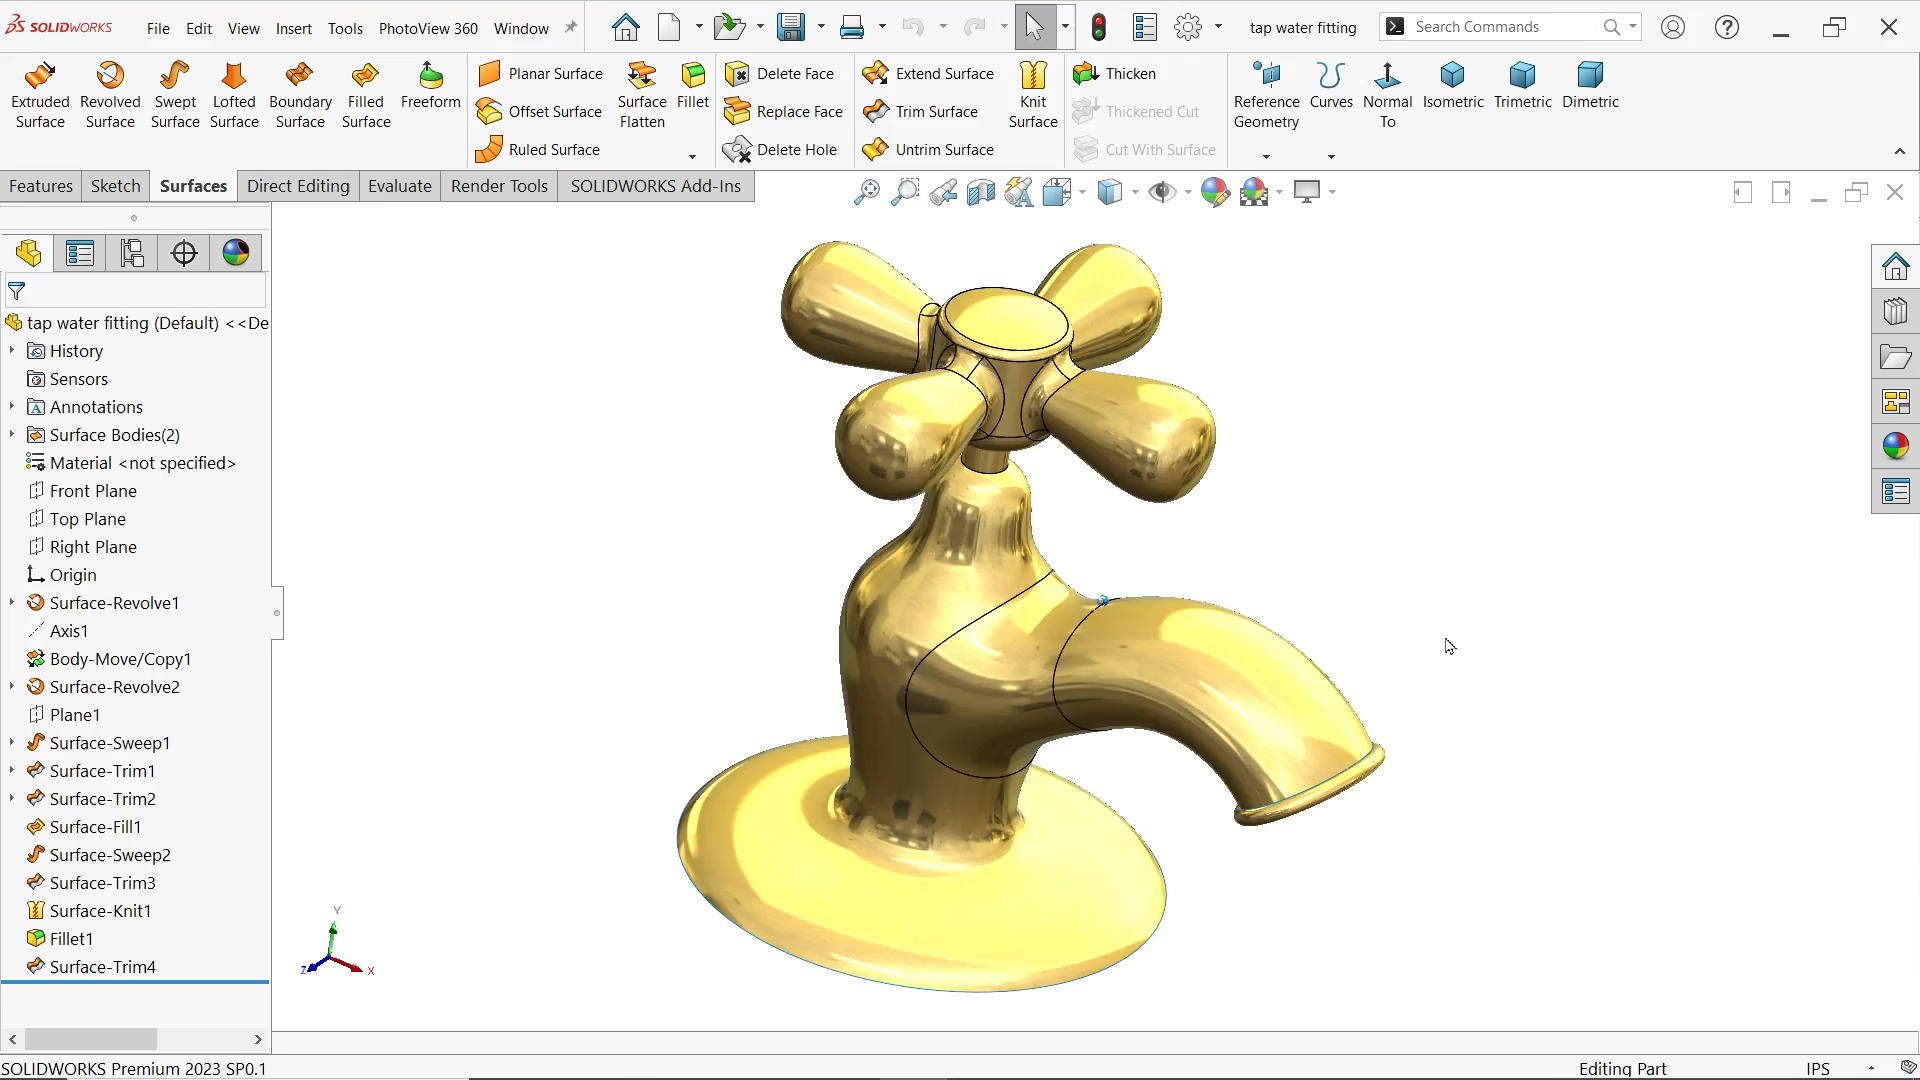 SOLIDWORKS File Edit View Insert Tools PhotoView 360 Window tap water fitting Search Commands
Extruded Surface
Revolved Surface
Swept Surface
Lofted Surface
Boundary Surface
Filled Surface
Freeform
Planar Surface
Offset Surface
Ruled Surface
Surface Flatten
Fillet
Delete Face
Replace Face
Delete Hole
Extend Surface
Trim Surface
Untrim Surface
Knit Surface
Thicken
Thickened Cut
Cut With Surface
Reference Geometry
Curves
Normal To
Isometric
Trimetric
Dimetric
Features Sketch Surfaces Direct Editing Evaluate Render Tools SOLIDWORKS Add-Ins
tap water fitting (Default) <<De
History
Sensors
Annotations
Surface Bodies(2)
Material <not specified>
Front Plane
Top Plane
Right Plane
Origin
Surface-Revolve1
Axis1
Body-Move/Copy1
Surface-Revolve2
Plane1
Surface-Sweep1
Surface-Trim1
Surface-Trim2
Surface-Fill1
Surface-Sweep2
Surface-Trim3
Surface-Knit1
Fillet1
Surface-Trim4
Y
Z
X
SOLIDWORKS Premium 2023 SP0.1 Editing Part IPS